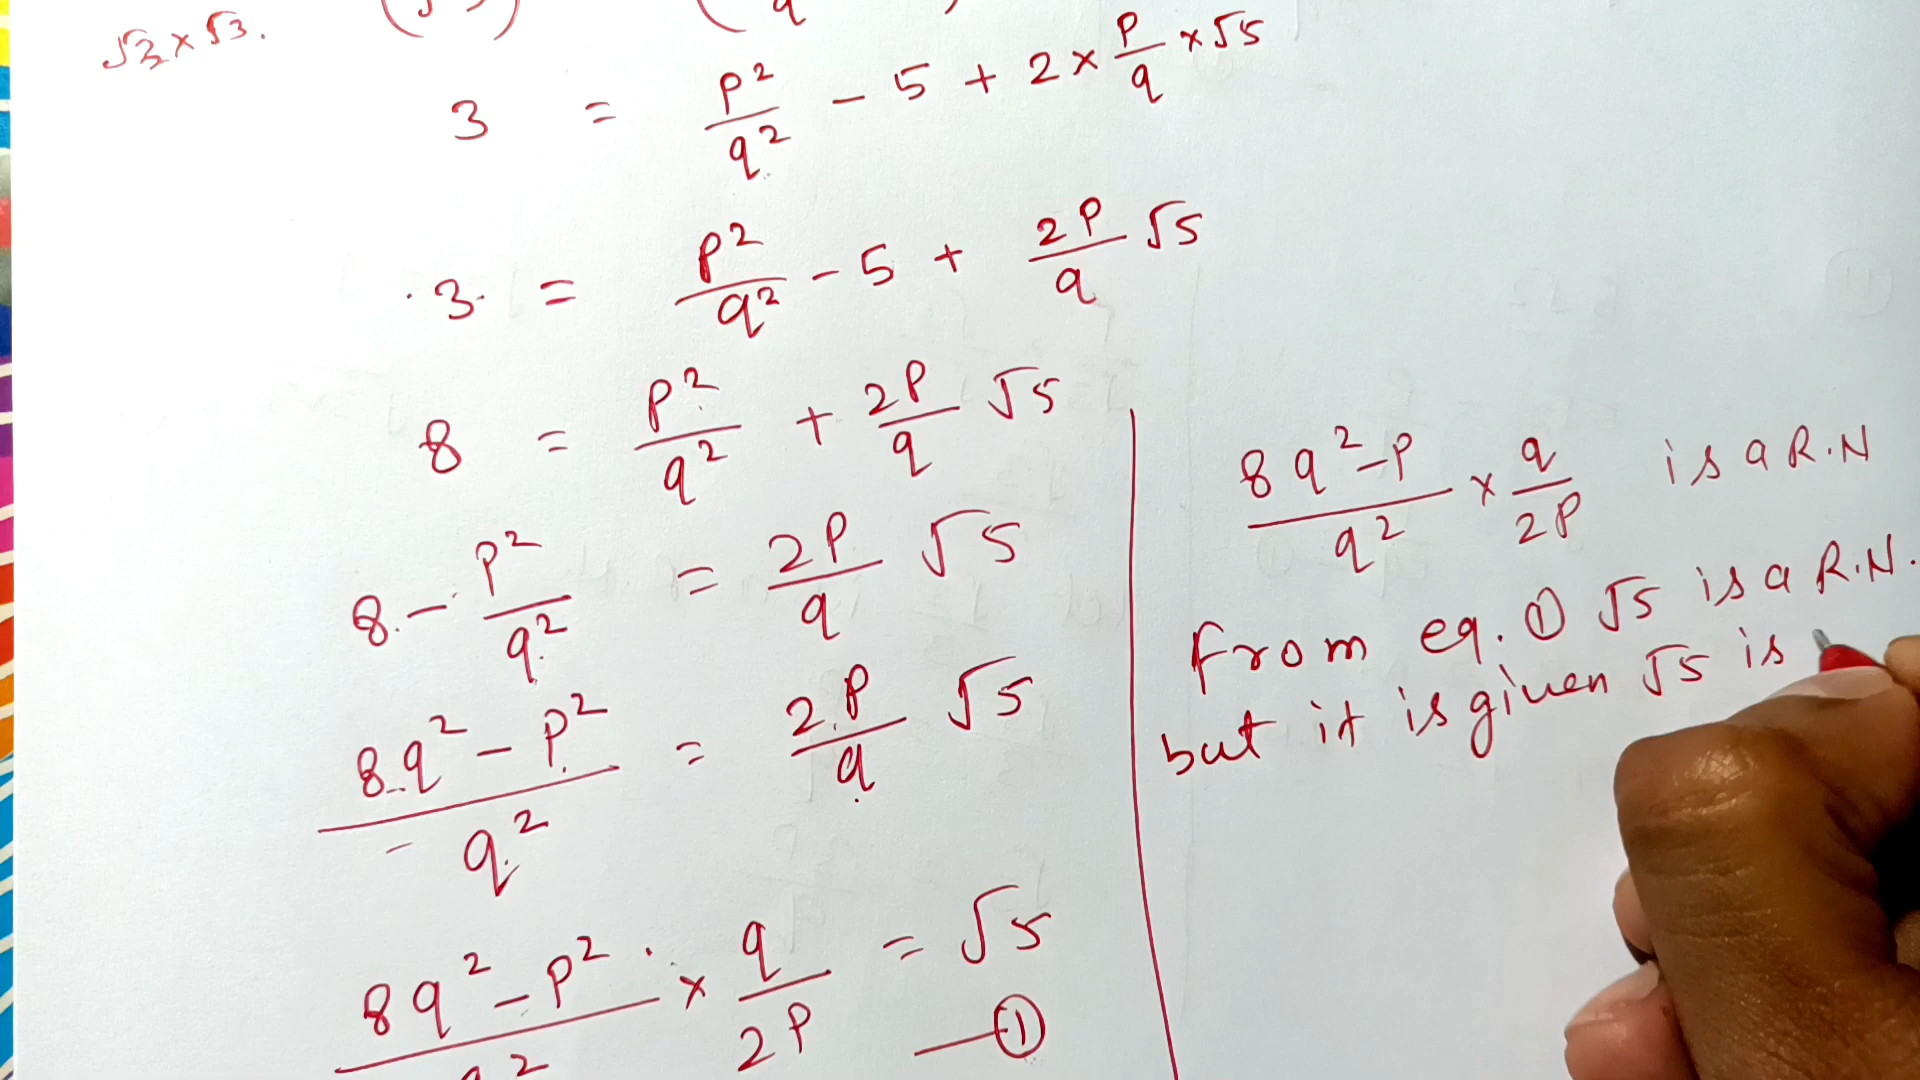 √3 × √3.
3 = p²/q² - 5 + 2 × p/q × √5
3 = p²/q² - 5 + 2p/q √5
8 = p²/q² + 2p/q √5
8 - p²/q² = 2p/q √5
8q² - p²/q² = 2p/q √5
8q² - p²/q² × q/2p = √5 — ①
8q² - p/q² × q/2p is a R.N
from eq. ① √5 is a R.N.
but it is given √5 is